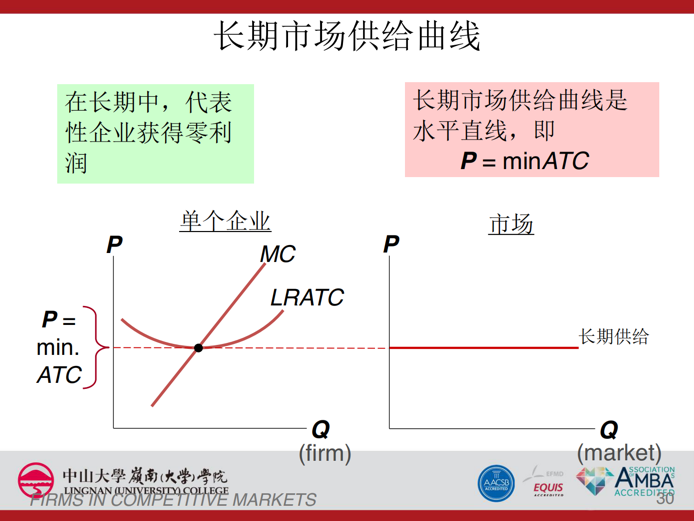 长期市场供给曲线
在长期中，代表
性企业获得零利
润
长期市场供给曲线是
水平直线，即
P = minATC
单个企业
市场
P
MC
LRATC
P =
min.
ATC
Q
(firm)
P
长期供给
Q
(market)
中山大學嶺南(大學)學院
LINGNAN (UNIVERSITY) COLLEGE
FIRMS IN COMPETITIVE MARKETS
AACSB
ACCREDITED
EFMD
EQUIS
ACCREDITED
ASSOCIATION
OF MBAS
AMBA
ACCREDITED
30